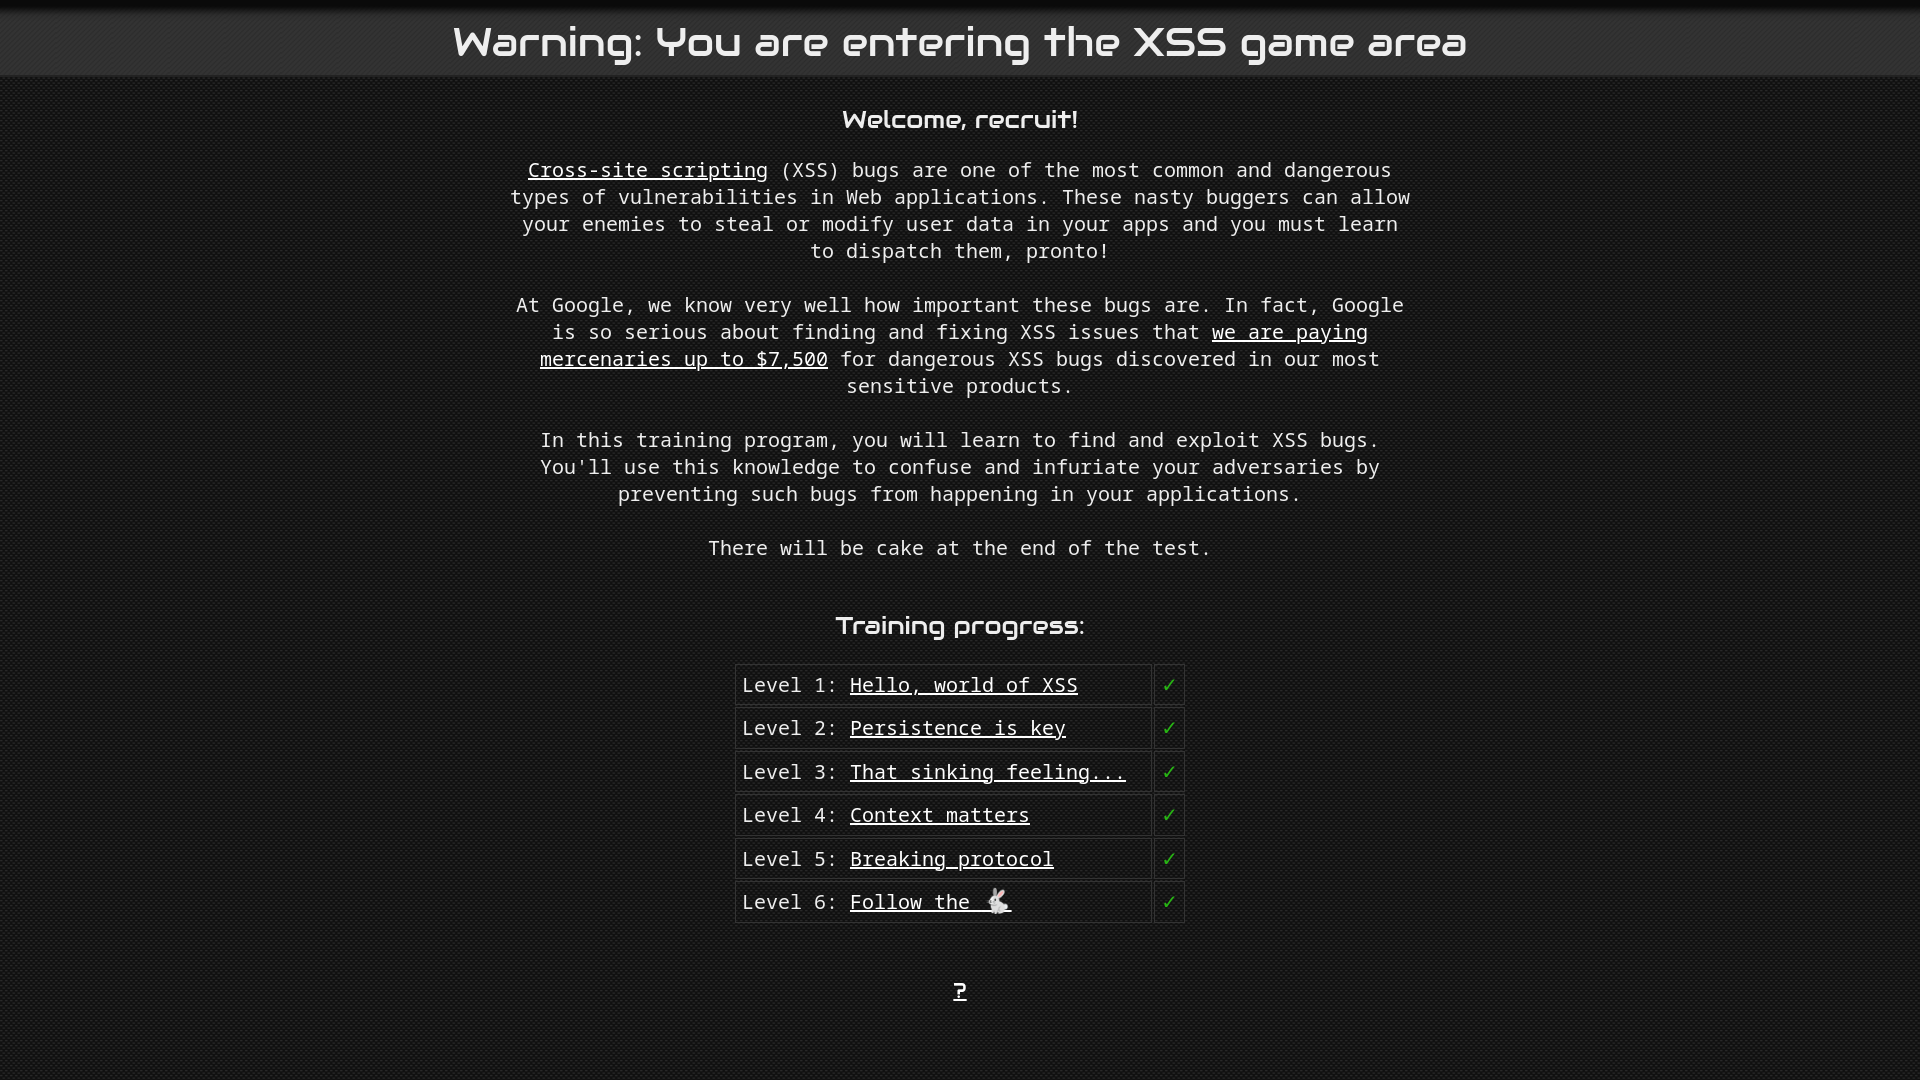 Warning: You are entering the XSS game area
Welcome, recruit!
Cross-site scripting (XSS) bugs are one of the most common and dangerous
types of vulnerabilities in Web applications. These nasty buggers can allow
your enemies to steal or modify user data in your apps and you must learn
to dispatch them, pronto!
At Google, we know very well how important these bugs are. In fact, Google
is so serious about finding and fixing XSS issues that we are paying
mercenaries up to $7,500 for dangerous XSS bugs discovered in our most
sensitive products.
In this training program, you will learn to find and exploit XSS bugs.
You'll use this knowledge to confuse and infuriate your adversaries by
preventing such bugs from happening in your applications.
There will be cake at the end of the test.
Training progress:
Level 1: Hello, world of XSS ✓
Level 2: Persistence is key ✓
Level 3: That sinking feeling... ✓
Level 4: Context matters ✓
Level 5: Breaking protocol ✓
Level 6: Follow the 🐇 ✓
?